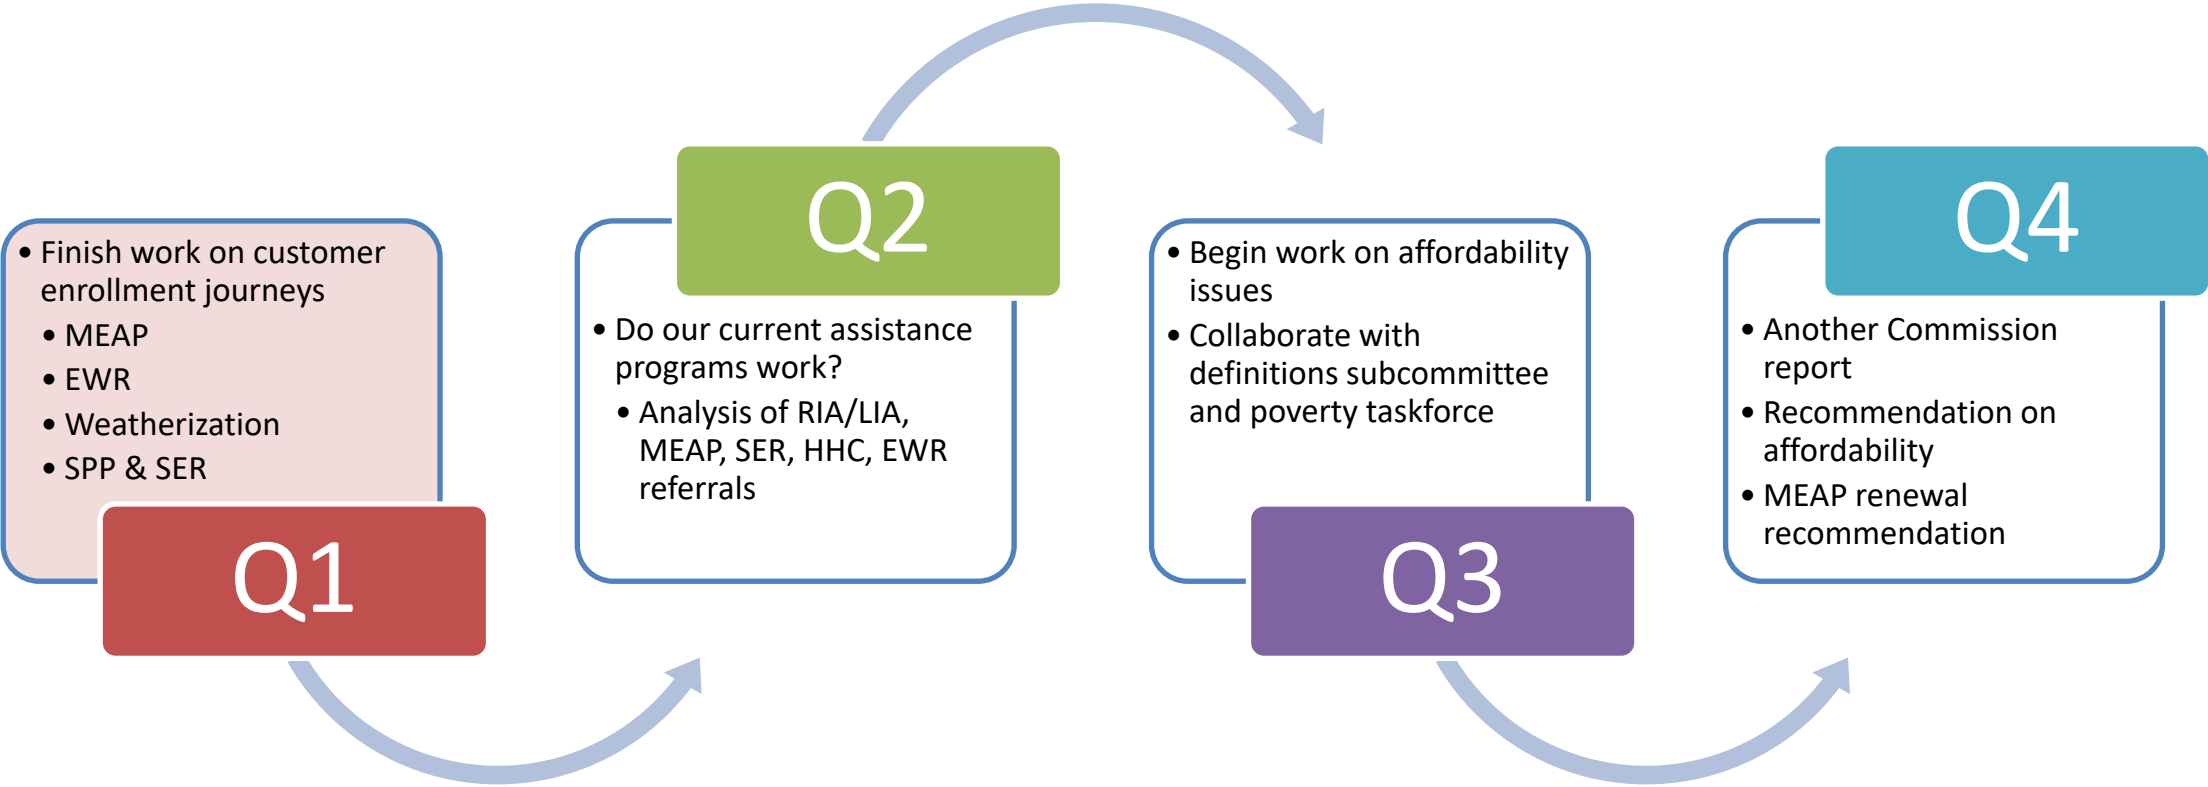 • Finish work on customer
enrollment journeys
• MEAP
• EWR
• Weatherization
• SPP & SER
Q1
Q2
• Do our current assistance
programs work?
• Analysis of RIA/LIA,
MEAP, SER, HHC, EWR
referrals
• Begin work on affordability
issues
• Collaborate with
definitions subcommittee
and poverty taskforce
Q3
Q4
• Another Commission
report
• Recommendation on
affordability
• MEAP renewal
recommendation